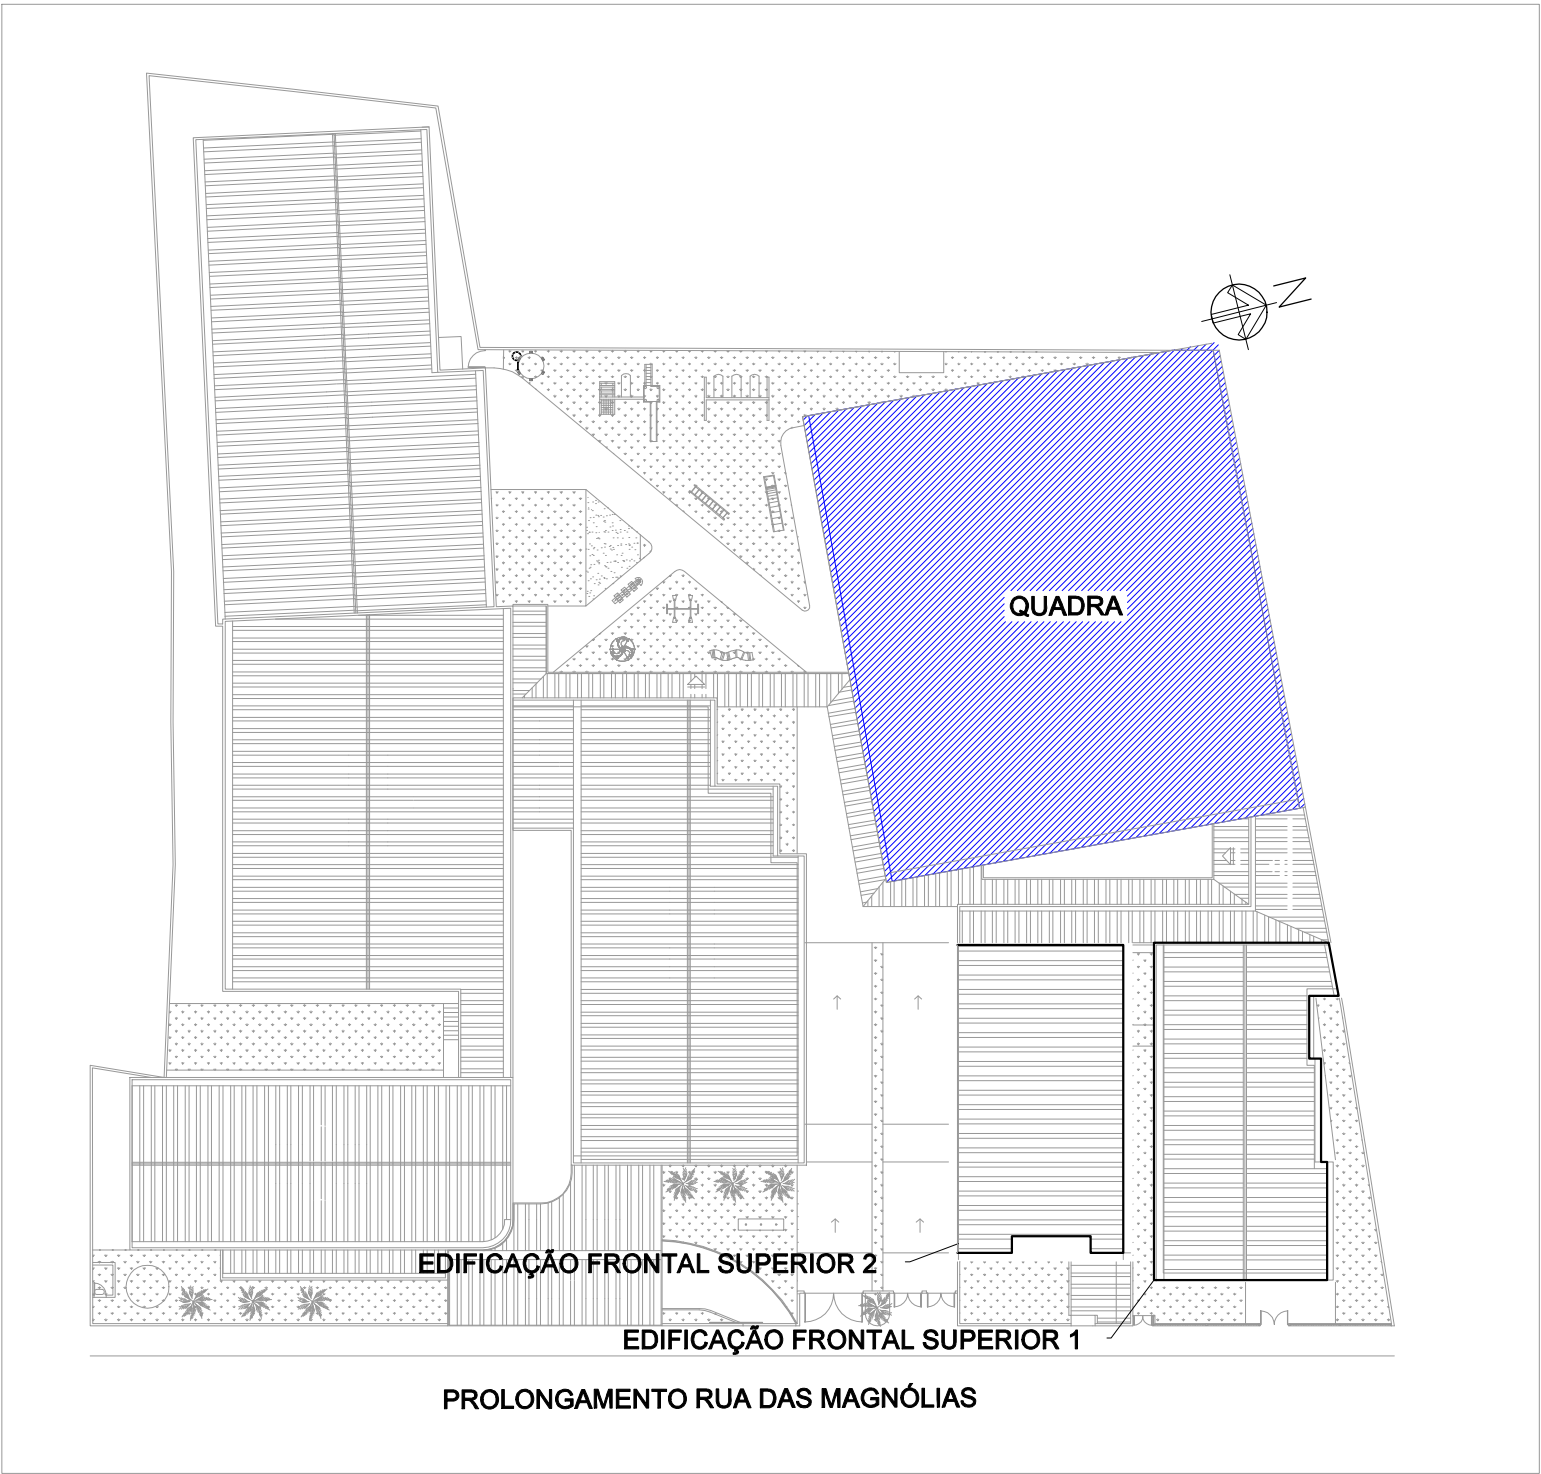 N
QUADRA
EDIFICAÇÃO FRONTAL SUPERIOR 2
EDIFICAÇÃO FRONTAL SUPERIOR 1
PROLONGAMENTO RUA DAS MAGNÓLIAS